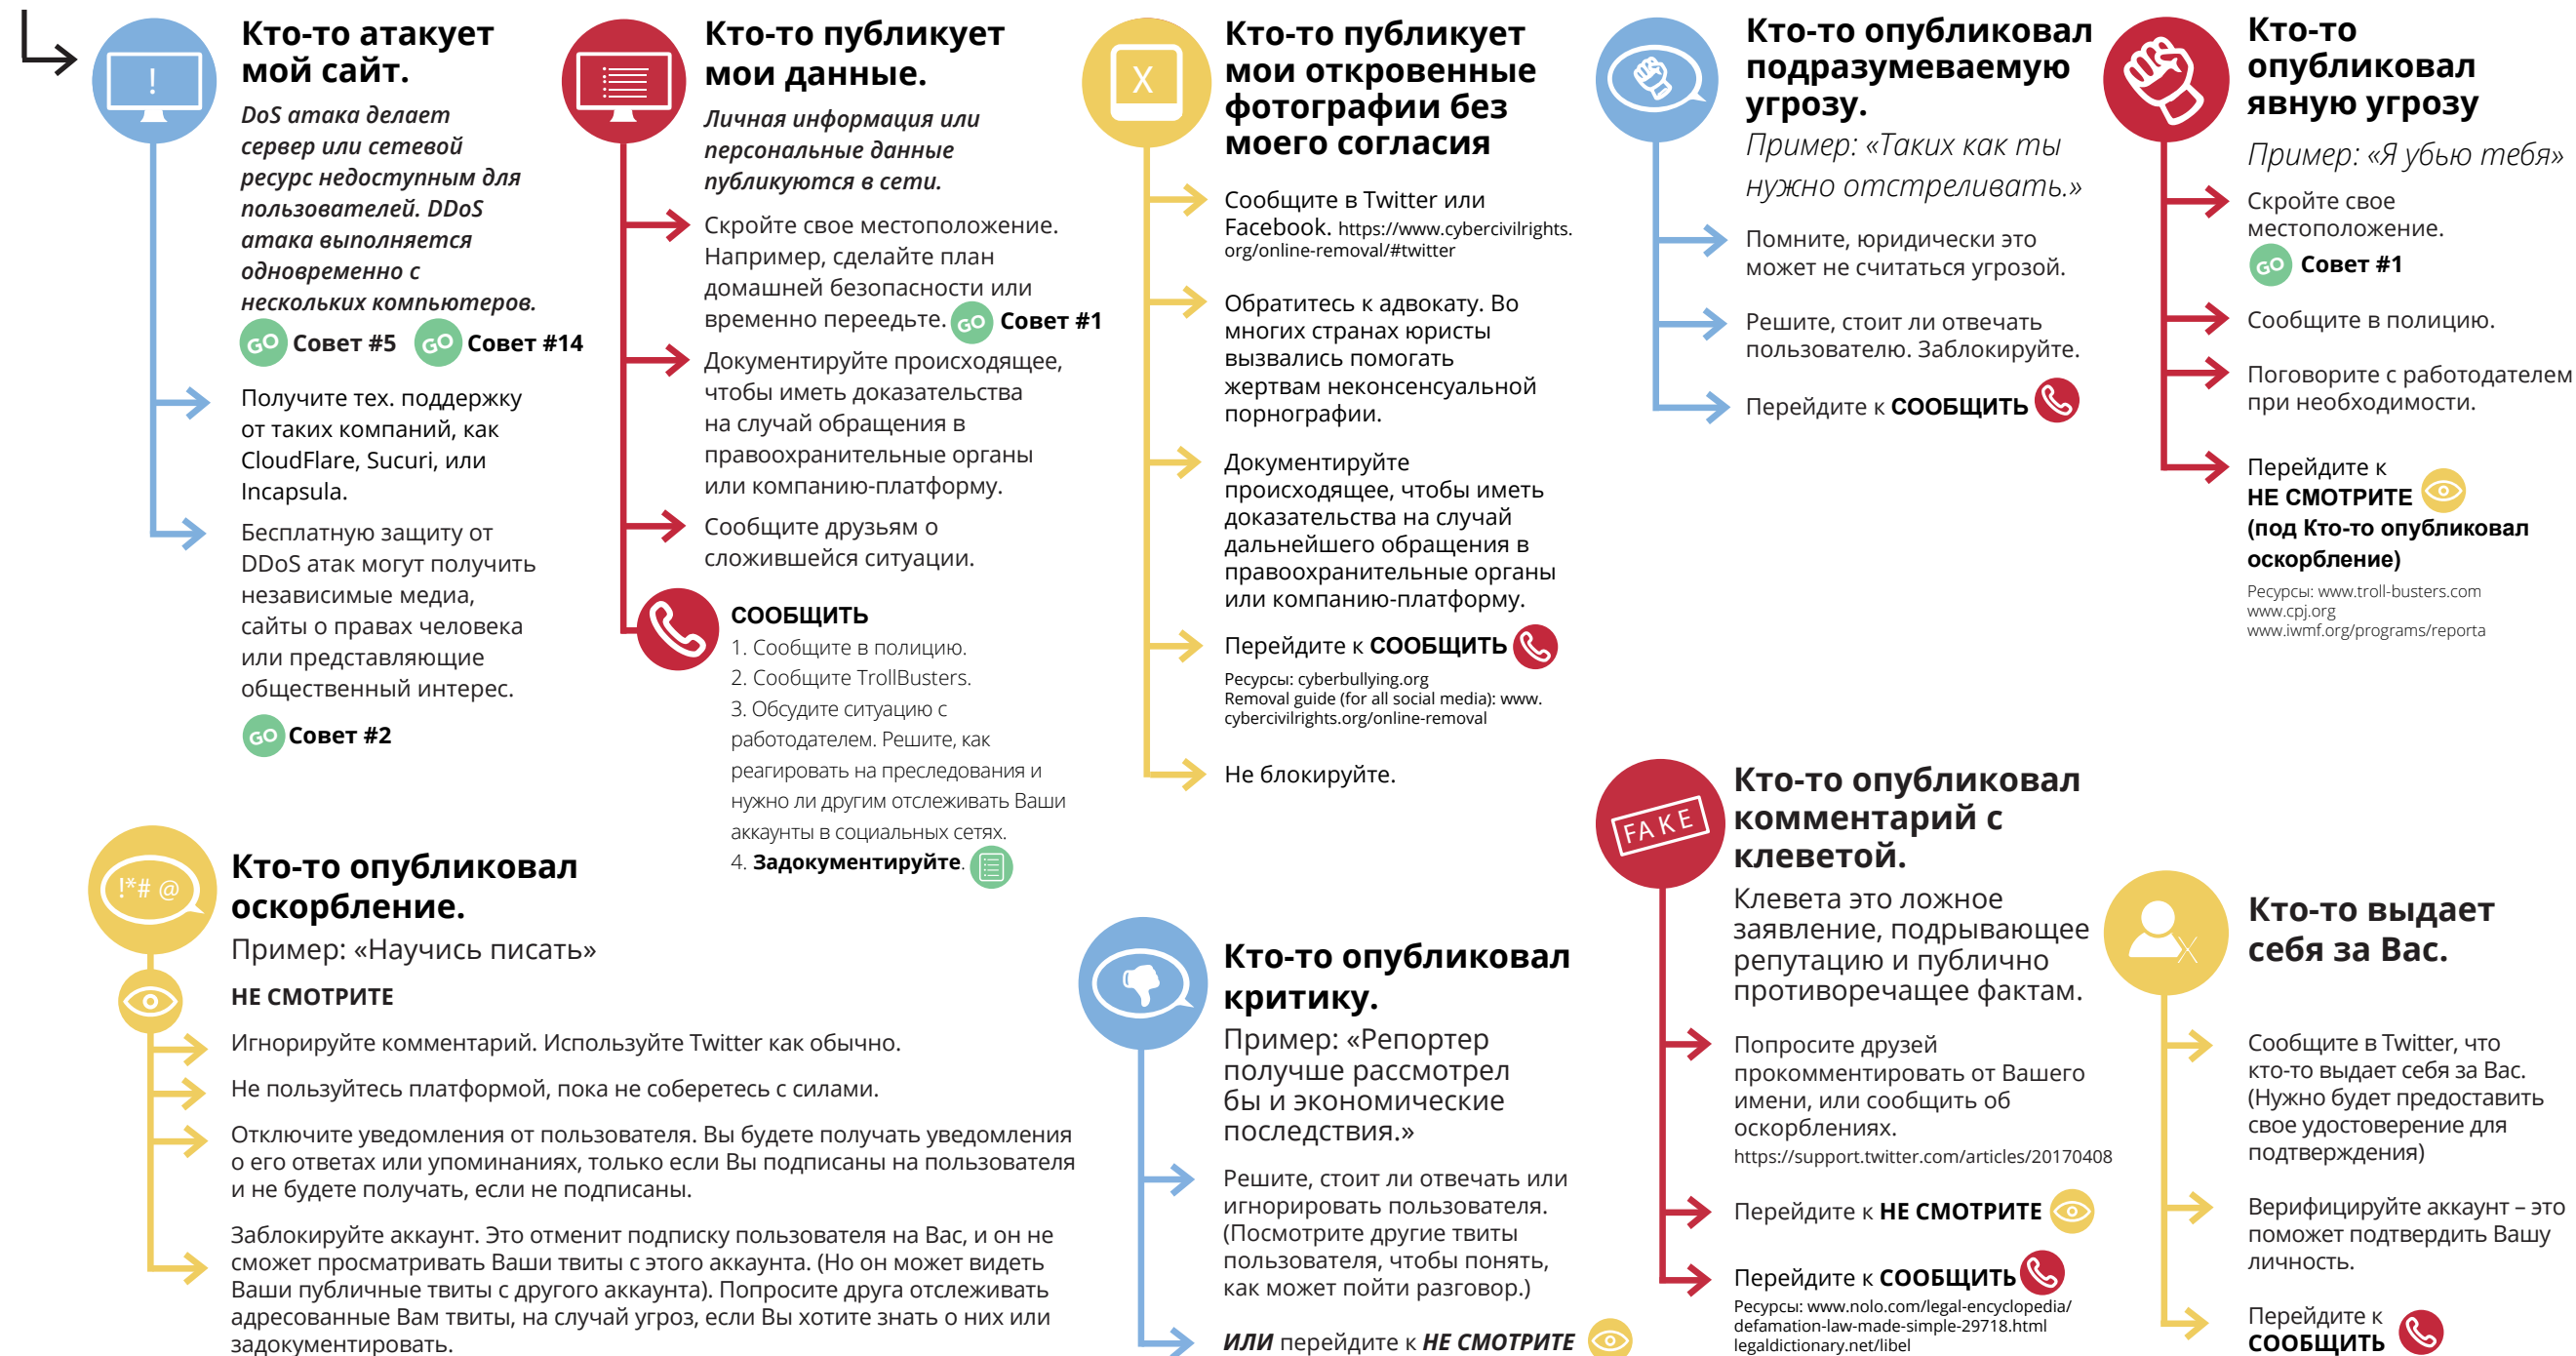 Кто-то атакует
мой сайт.
DoS атака делает
сервер или сетевой
ресурс недоступным для
пользователей. DDoS
атака выполняется
одновременно с
нескольких компьютеров.
GO Совет #5 GO Совет #14
Получите тех. поддержку
от таких компаний, как
CloudFlare, Sucuri, или
Incapsula.
Бесплатную защиту от
DDoS атак могут получить
независимые медиа,
сайты о правах человека
или представляющие
общественный интерес.
GO Совет #2
Кто-то публикует
мои данные.
Личная информация или
персональные данные
публикуются в сети.
Скройте свое местоположение.
Например, сделайте план
домашней безопасности или
временно переедьте. GO Совет #1
Документируйте происходящее,
чтобы иметь доказательства
на случай обращения в
правоохранительные органы
или компанию-платформу.
Сообщите друзьям о
сложившейся ситуации.
СООБЩИТЬ
1. Сообщите в полицию.
2. Сообщите TrollBusters.
3. Обсудите ситуацию с
работодателем. Решите, как
реагировать на преследования и
нужно ли другим отслеживать Ваши
аккаунты в социальных сетях.
4. Задокументируйте.
X
Кто-то публикует
мои откровенные
фотографии без
моего согласия
Сообщите в Twitter или
Facebook. https://www.cybercivilrights.
org/online-removal/#twitter
Обратитесь к адвокату. Во
многих странах юристы
вызвались помогать
жертвам неконсенсуальной
порнографии.
Документируйте
происходящее, чтобы иметь
доказательства на случай
дальнейшего обращения в
правоохранительные органы
или компанию-платформу.
Перейдите к СООБЩИТЬ
Ресурсы: cyberbullying.org
Removal guide (for all social media): www.
cybercivilrights.org/online-removal
Не блокируйте.
Кто-то опубликовал
подразумеваемую
угрозу.
Пример: «Таких как ты
нужно отстреливать.»
Помните, юридически это
может не считаться угрозой.
Решите, стоит ли отвечать
пользователю. Заблокируйте.
Перейдите к СООБЩИТЬ
Кто-то
опубликовал
явную угрозу
Пример: «Я убью тебя»
Скройте свое
местоположение.
GO Совет #1
Сообщите в полицию.
Поговорите с работодателем
при необходимости.
Перейдите к
НЕ СМОТРИТЕ
(под Кто-то опубликовал
оскорбление)
Ресурсы: www.troll-busters.com
www.cpj.org
www.iwmf.org/programs/reporta
!*# @
Кто-то опубликовал
оскорбление.
Пример: «Научись писать»
НЕ СМОТРИТЕ
Игнорируйте комментарий. Используйте Twitter как обычно.
Не пользуйтесь платформой, пока не соберетесь с силами.
Отключите уведомления от пользователя. Вы будете получать уведомления
о его ответах или упоминаниях, только если Вы подписаны на пользователя
и не будете получать, если не подписаны.
Заблокируйте аккаунт. Это отменит подписку пользователя на Вас, и он не
сможет просматривать Ваши твиты с этого аккаунта. (Но он может видеть
Ваши публичные твиты с другого аккаунта). Попросите друга отслеживать
адресованные Вам твиты, на случай угроз, если Вы хотите знать о них или
задокументировать.
Кто-то опубликовал
критику.
Пример: «Репортер
получше рассмотрел
бы и экономические
последствия.»
Решите, стоит ли отвечать или
игнорировать пользователя.
(Посмотрите другие твиты
пользователя, чтобы понять,
как может пойти разговор.)
ИЛИ перейдите к НЕ СМОТРИТЕ
FAKE
Кто-то опубликовал
комментарий с
клеветой.
Клевета это ложное
заявление, подрывающее
репутацию и публично
противоречащее фактам.
Попросите друзей
прокомментировать от Вашего
имени, или сообщить об
оскорблениях.
https://support.twitter.com/articles/20170408
Перейдите к НЕ СМОТРИТЕ
Перейдите к СООБЩИТЬ
Ресурсы: www.nolo.com/legal-encyclopedia/
defamation-law-made-simple-29718.html
legaldictionary.net/libel
Кто-то выдает
себя за Вас.
Сообщите в Twitter, что
кто-то выдает себя за Вас.
(Нужно будет предоставить
свое удостоверение для
подтверждения)
Верифицируйте аккаунт – это
поможет подтвердить Вашу
личность.
Перейдите к
СООБЩИТЬ